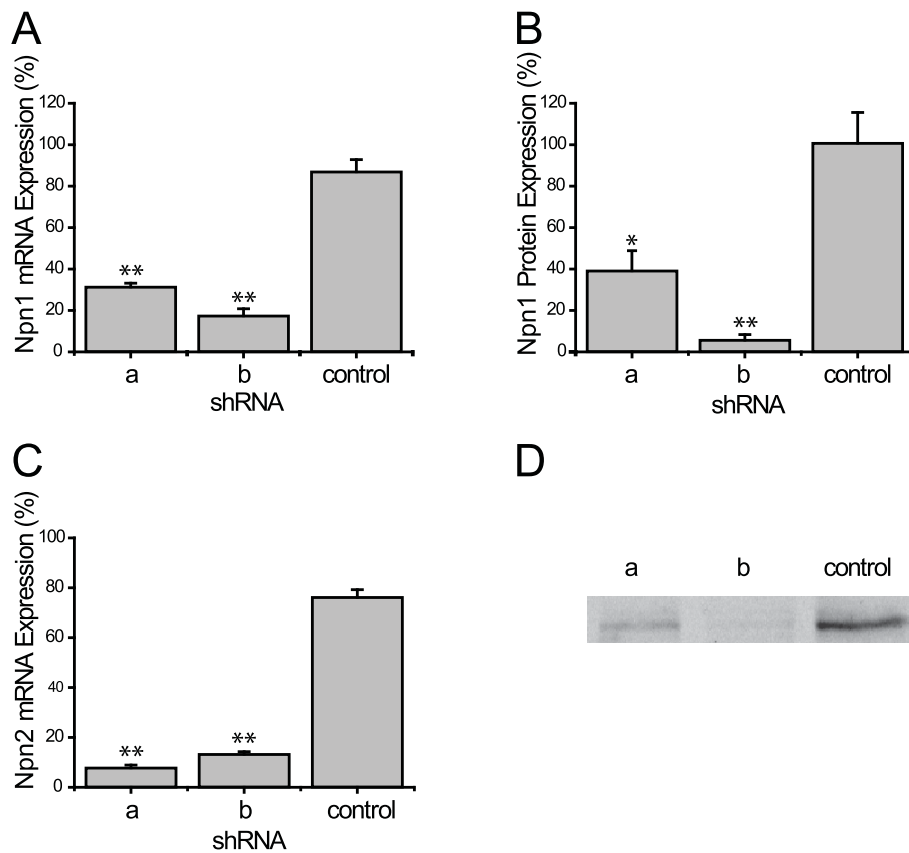 A
Npn1 mRNA Expression (%)
120
100
80
60
40
20
0
**
**
a
b
control
shRNA
B
Npn1 Protein Expression (%)
120
100
80
60
40
20
0
*
**
a
b
control
shRNA
C
Npn2 mRNA Expression (%)
100
80
60
40
20
0
**
**
a
b
control
shRNA
D
a
b
control